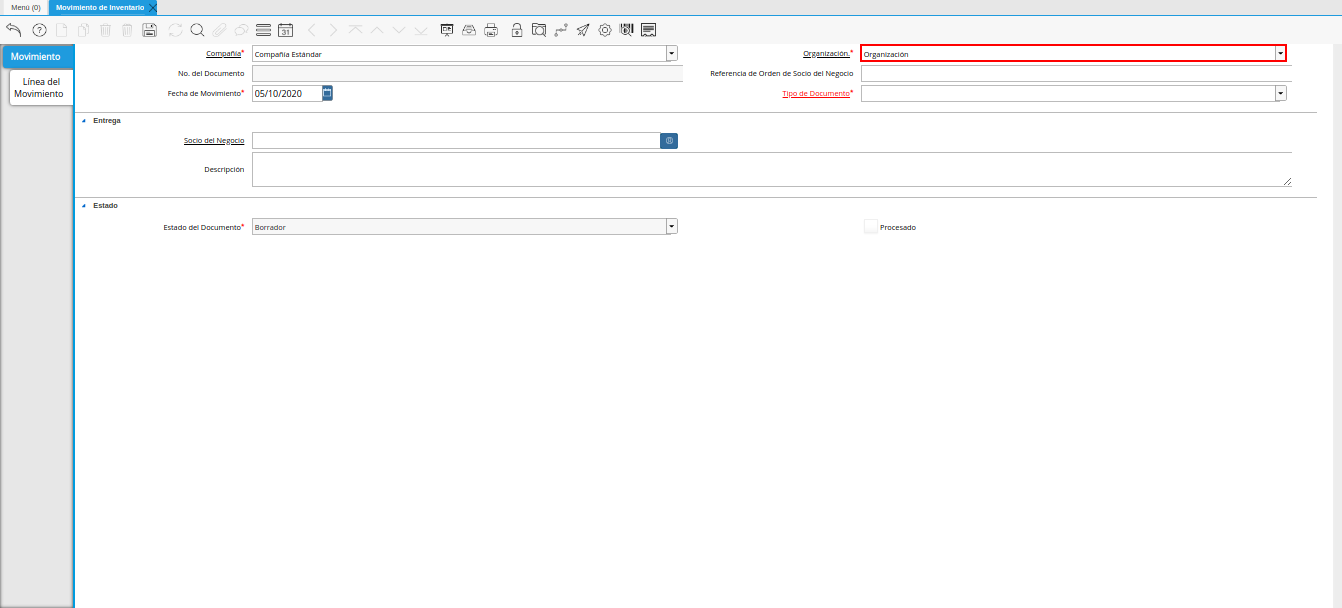 Menú (0)
Movimiento de Inventario
31
Movimiento
Línea del
Movimiento
Compañía*
Compañía Estándar
Organización.*
Organización
No. del Documento
Referencia de Orden de Socio del Negocio
Fecha de Movimiento*
05/10/2020
Tipo de Documento*
Entrega
Socio del Negocio
Descripción
Estado
Estado del Documento*
Borrador
Procesado